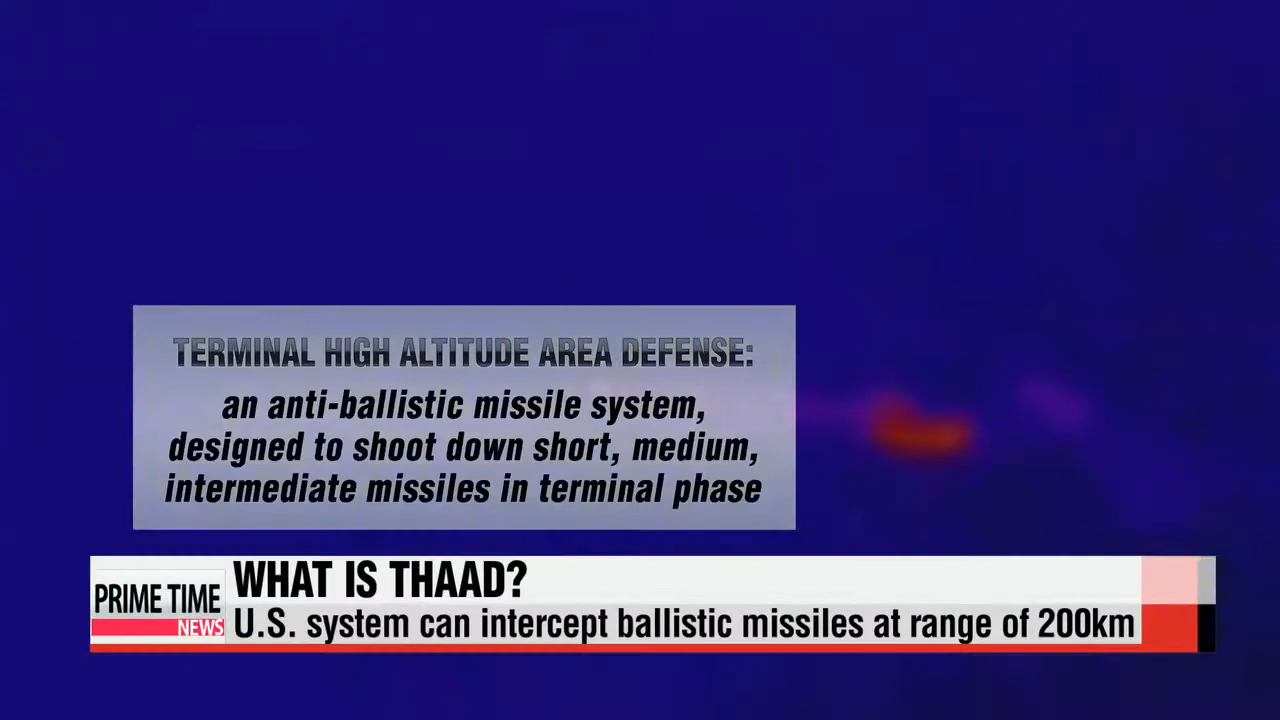 TERMINAL HIGH ALTITUDE AREA DEFENSE:
an anti-ballistic missile system,
designed to shoot down short, medium,
intermediate missiles in terminal phase
WHAT IS THAAD?
PRIME TIME
NEWS
U.S. system can intercept ballistic missiles at range of 200km